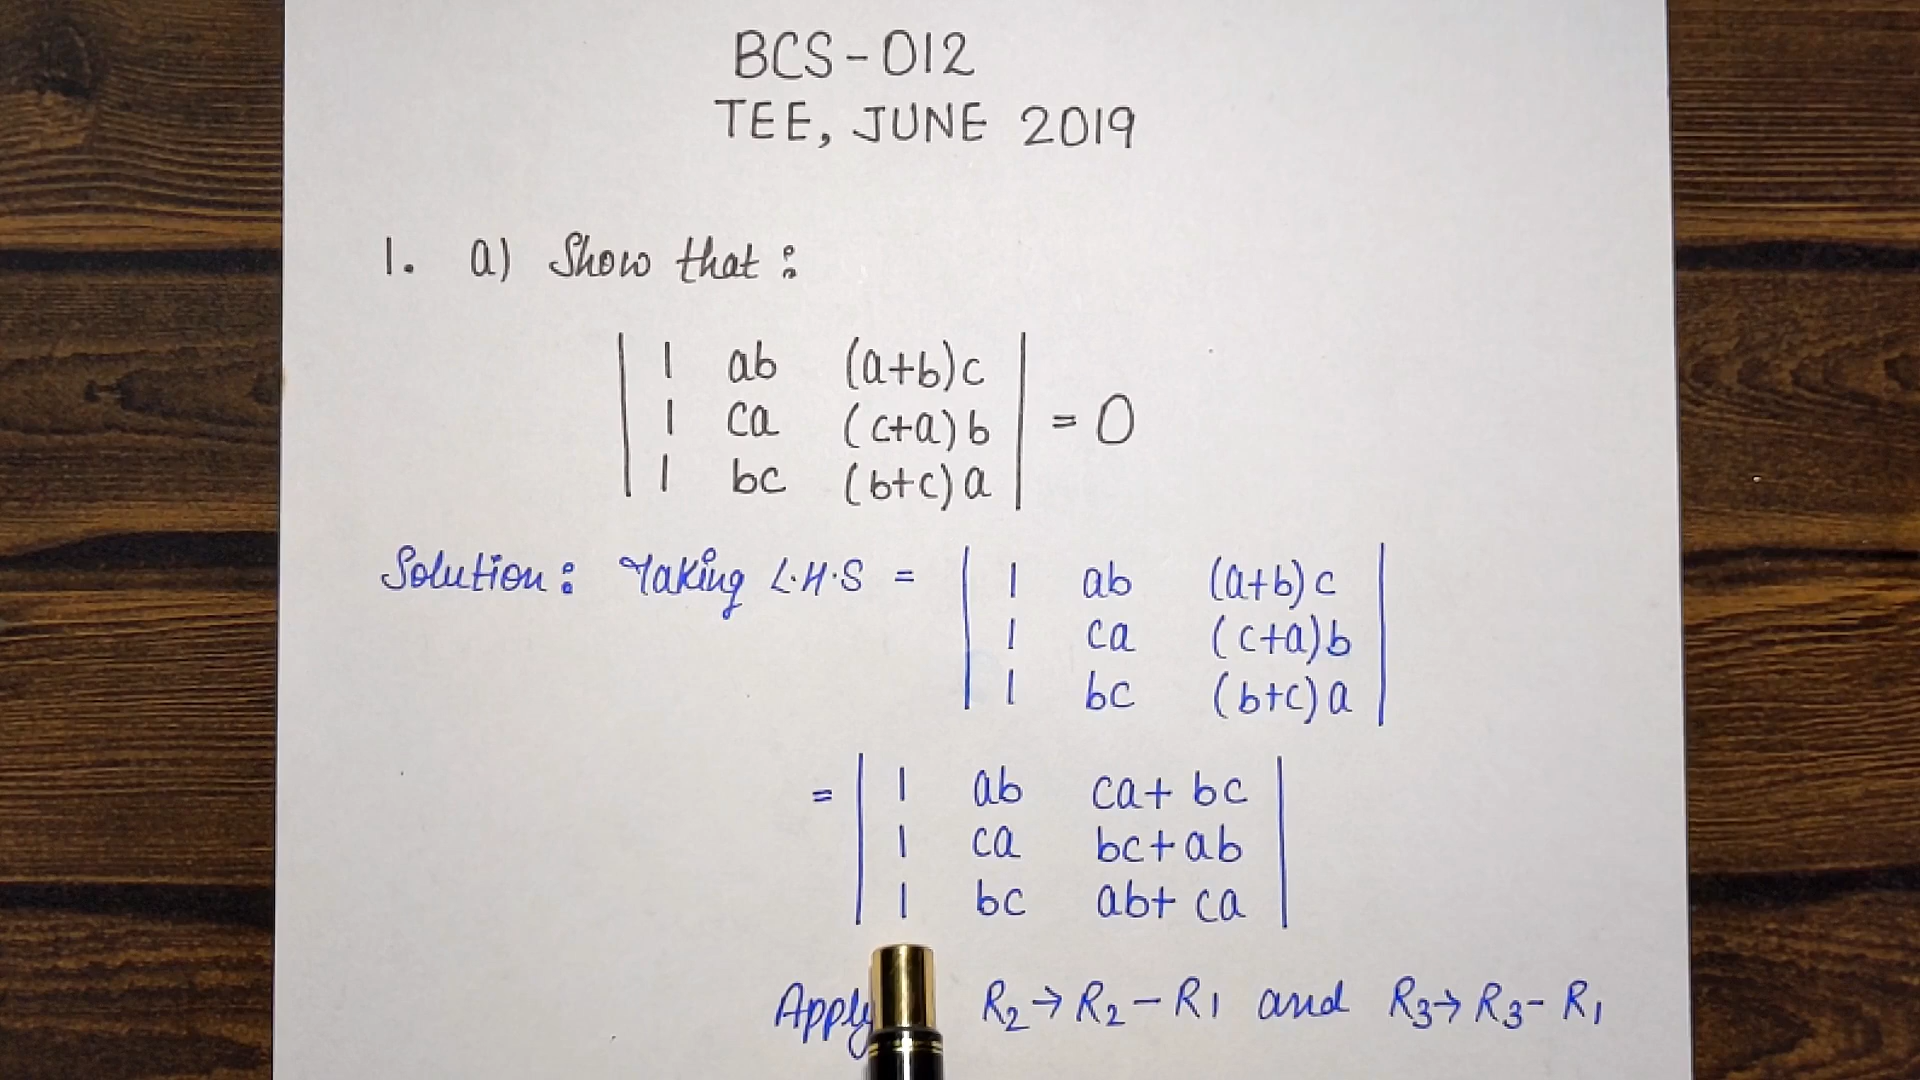 BCS-012
TEE, JUNE 2019
1. a) Show that :
| 1 ab (a+b)c |
| 1 ca (c+a)b | = 0
| 1 bc (b+c)a |
Solution : Taking L.H.S = | 1 ab (a+b)c |
| 1 ca (c+a)b |
| 1 bc (b+c)a |
= | 1 ab ca+ bc |
| 1 ca bc+ab |
| 1 bc ab+ ca |
R2→R2-R1 and R3→R3-R1